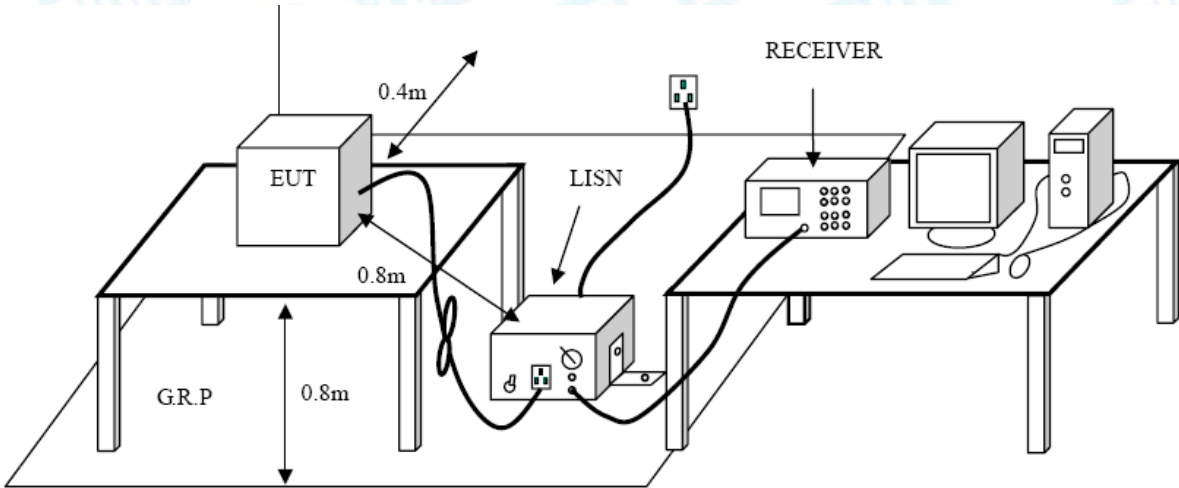 RECEIVER
0.4m
EUT
LISN
0.8m
G.R.P
0.8m